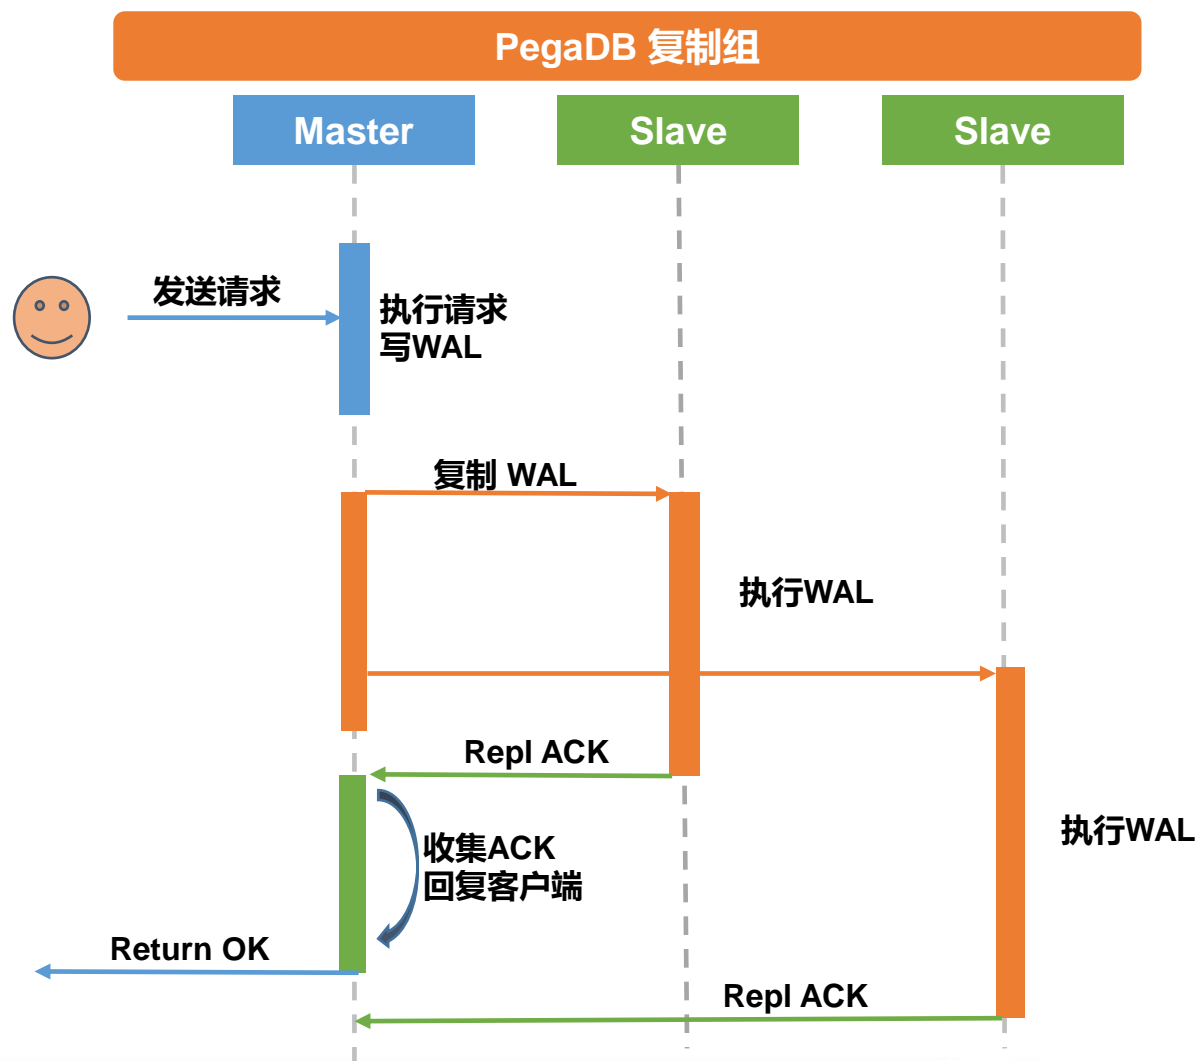 PegaDB 复制组
Master
Slave
Slave
发送请求
执行请求
写WAL
复制 WAL
执行WAL
Repl ACK
执行WAL
收集ACK
回复客户端
Return OK
Repl ACK